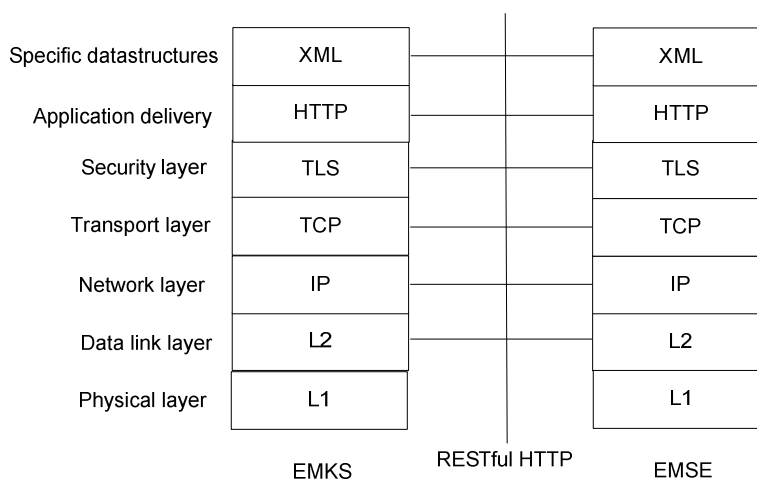 Specific datastructures XML XML
Application delivery HTTP HTTP
Security layer TLS TLS
Transport layer TCP TCP
Network layer IP IP
Data link layer L2 L2
Physical layer L1 L1
EMKS RESTful HTTP EMSE